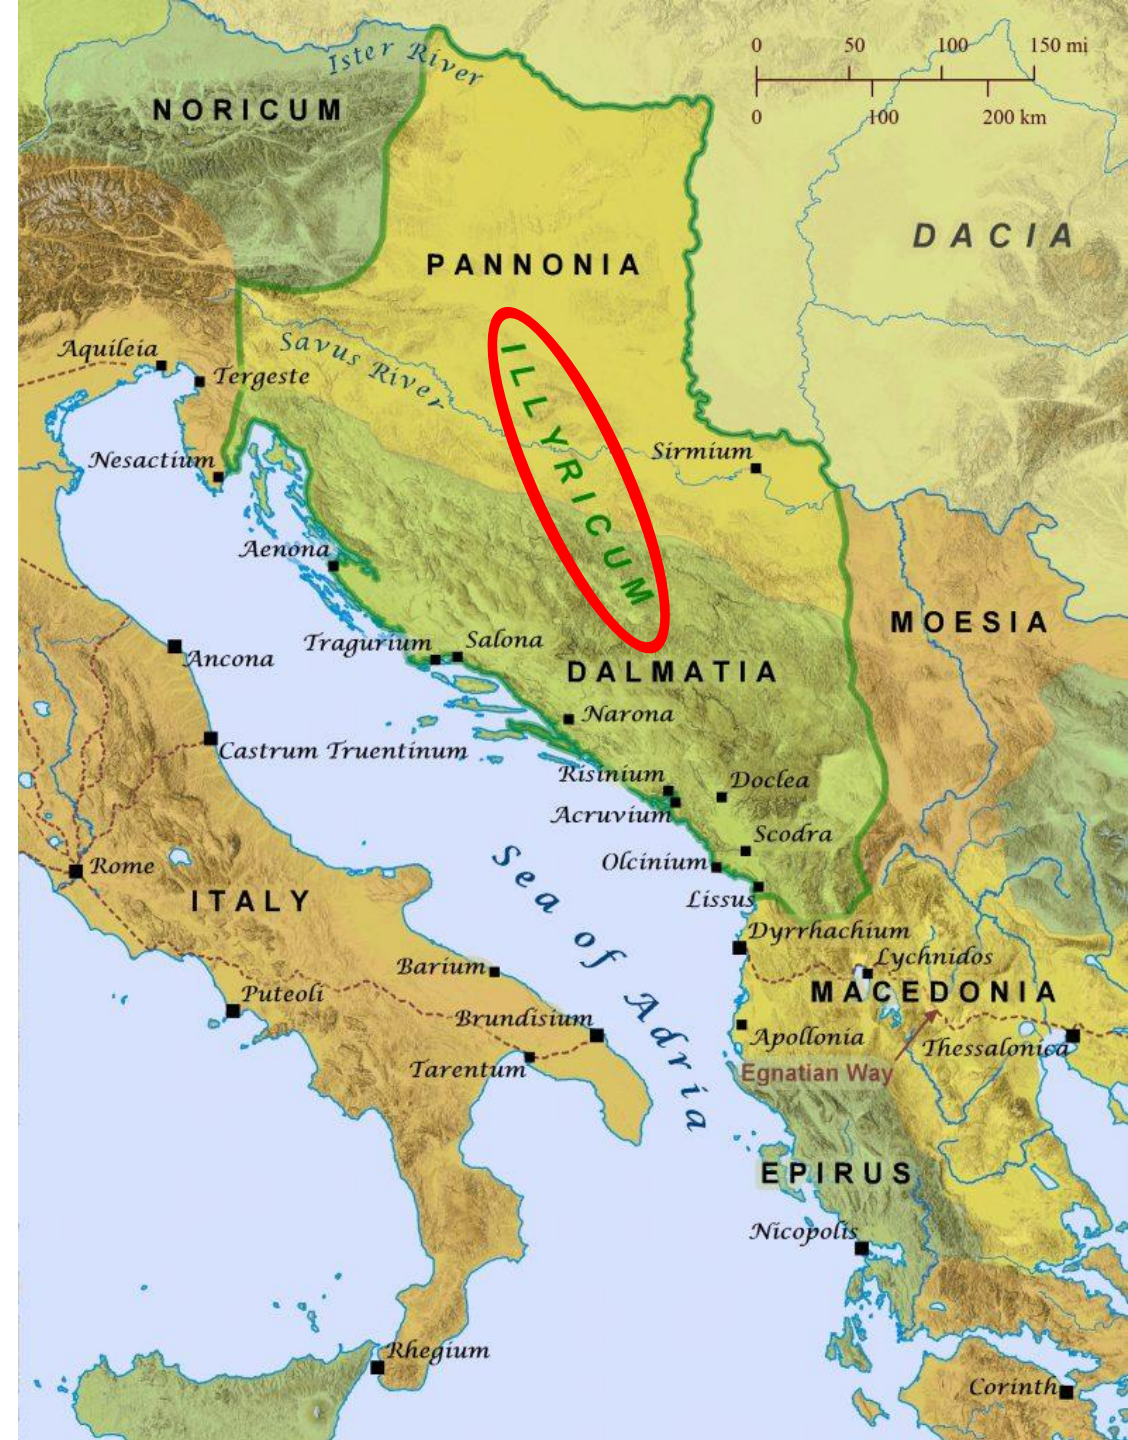 Ister River
0 50 100 150 mi
0 100 200 km
NORICUM
DACIA
PANNONIA
Savus River
ILLYRICUM
Aquileia
Tergeste
Nesactium
Sirmium
Aenona
MOESIA
Tragurium
Salona
Ancona
DALMATIA
Narona
Castrum Truentinum
Risinium
Doclea
Acruvium
Scodra
Olcinium
Rome
Lissus
ITALY
Sea of Adria
Dyrrhachium
Lychnidos
Barium
MACEDONIA
Puteoli
Brundisium
Apollonia
Thessalonica
Tarentum
Egnatian Way
EPIRUS
Nicopolis
Rhegium
Corinth